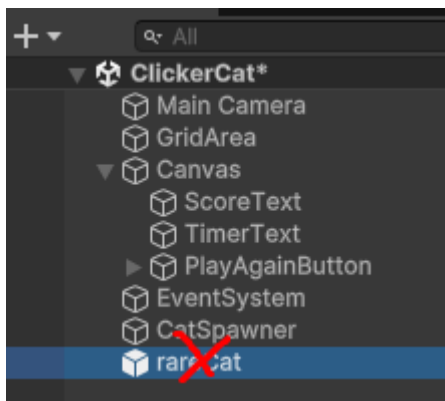 All
ClickerCat*
Main Camera
GridArea
Canvas
ScoreText
TimerText
PlayAgainButton
EventSystem
CatSpawner
rareCat